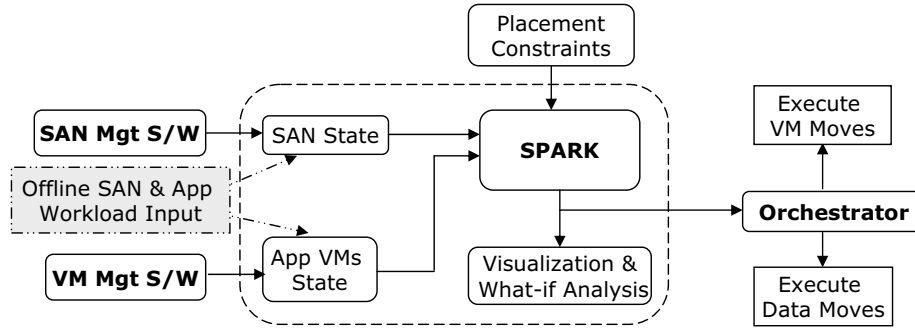 Placement
Constraints
SAN Mgt S/W
SAN State
SPARK
Execute
VM Moves
Offline SAN & App
Workload Input
Orchestrator
VM Mgt S/W
App VMs
State
Visualization &
What-if Analysis
Execute
Data Moves